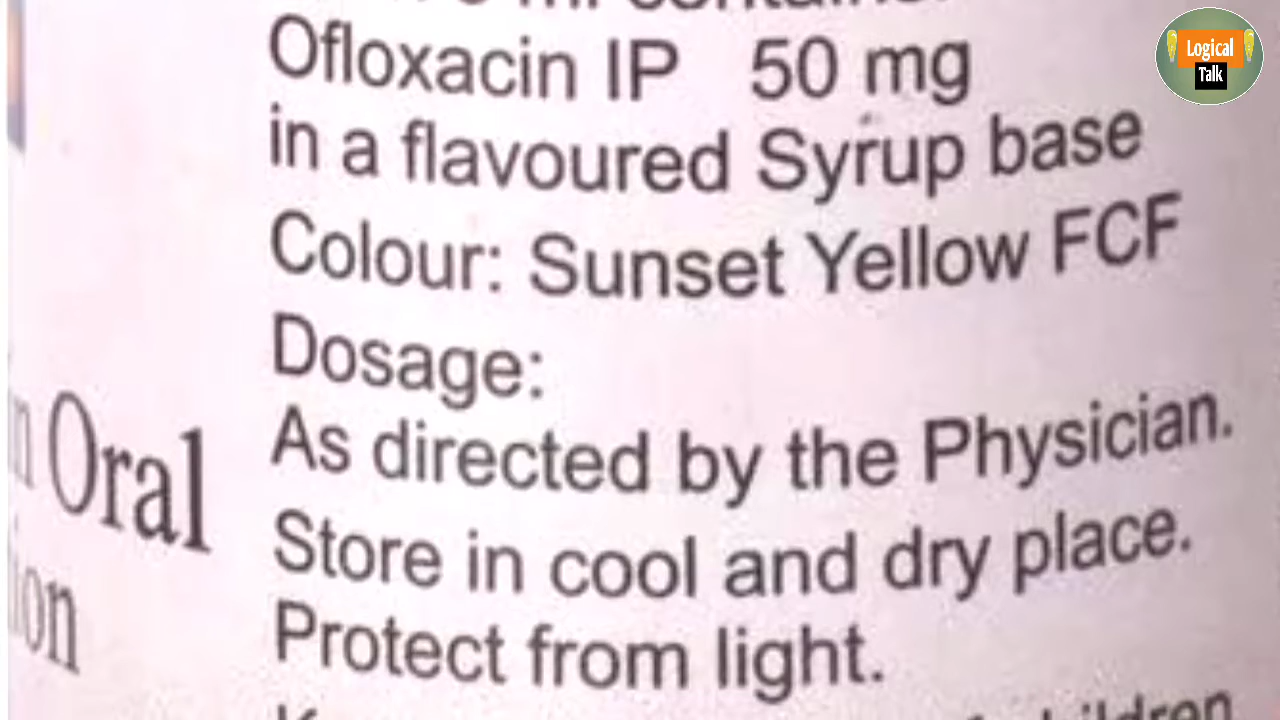 Ofloxacin IP 50 mg
in a flavoured Syrup base
Colour: Sunset Yellow FCF
Dosage:
As directed by the Physician.
Store in cool and dry place.
Protect from light.
Oral
Logical
Talk